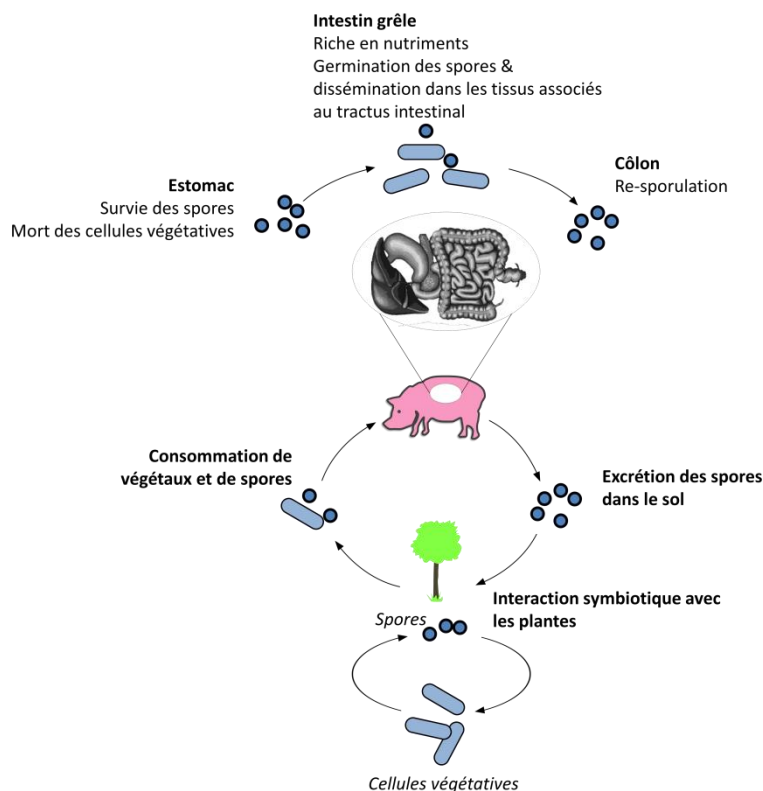 Intestin grêle
Riche en nutriments
Germination des spores &
dissémination dans les tissus associés
au tractus intestinal
Estomac
Survie des spores
Mort des cellules végétatives
Côlon
Re-sporulation
Consommation de
végétaux et de spores
Excrétion des spores
dans le sol
Interaction symbiotique avec
les plantes
Spores
Cellules végétatives